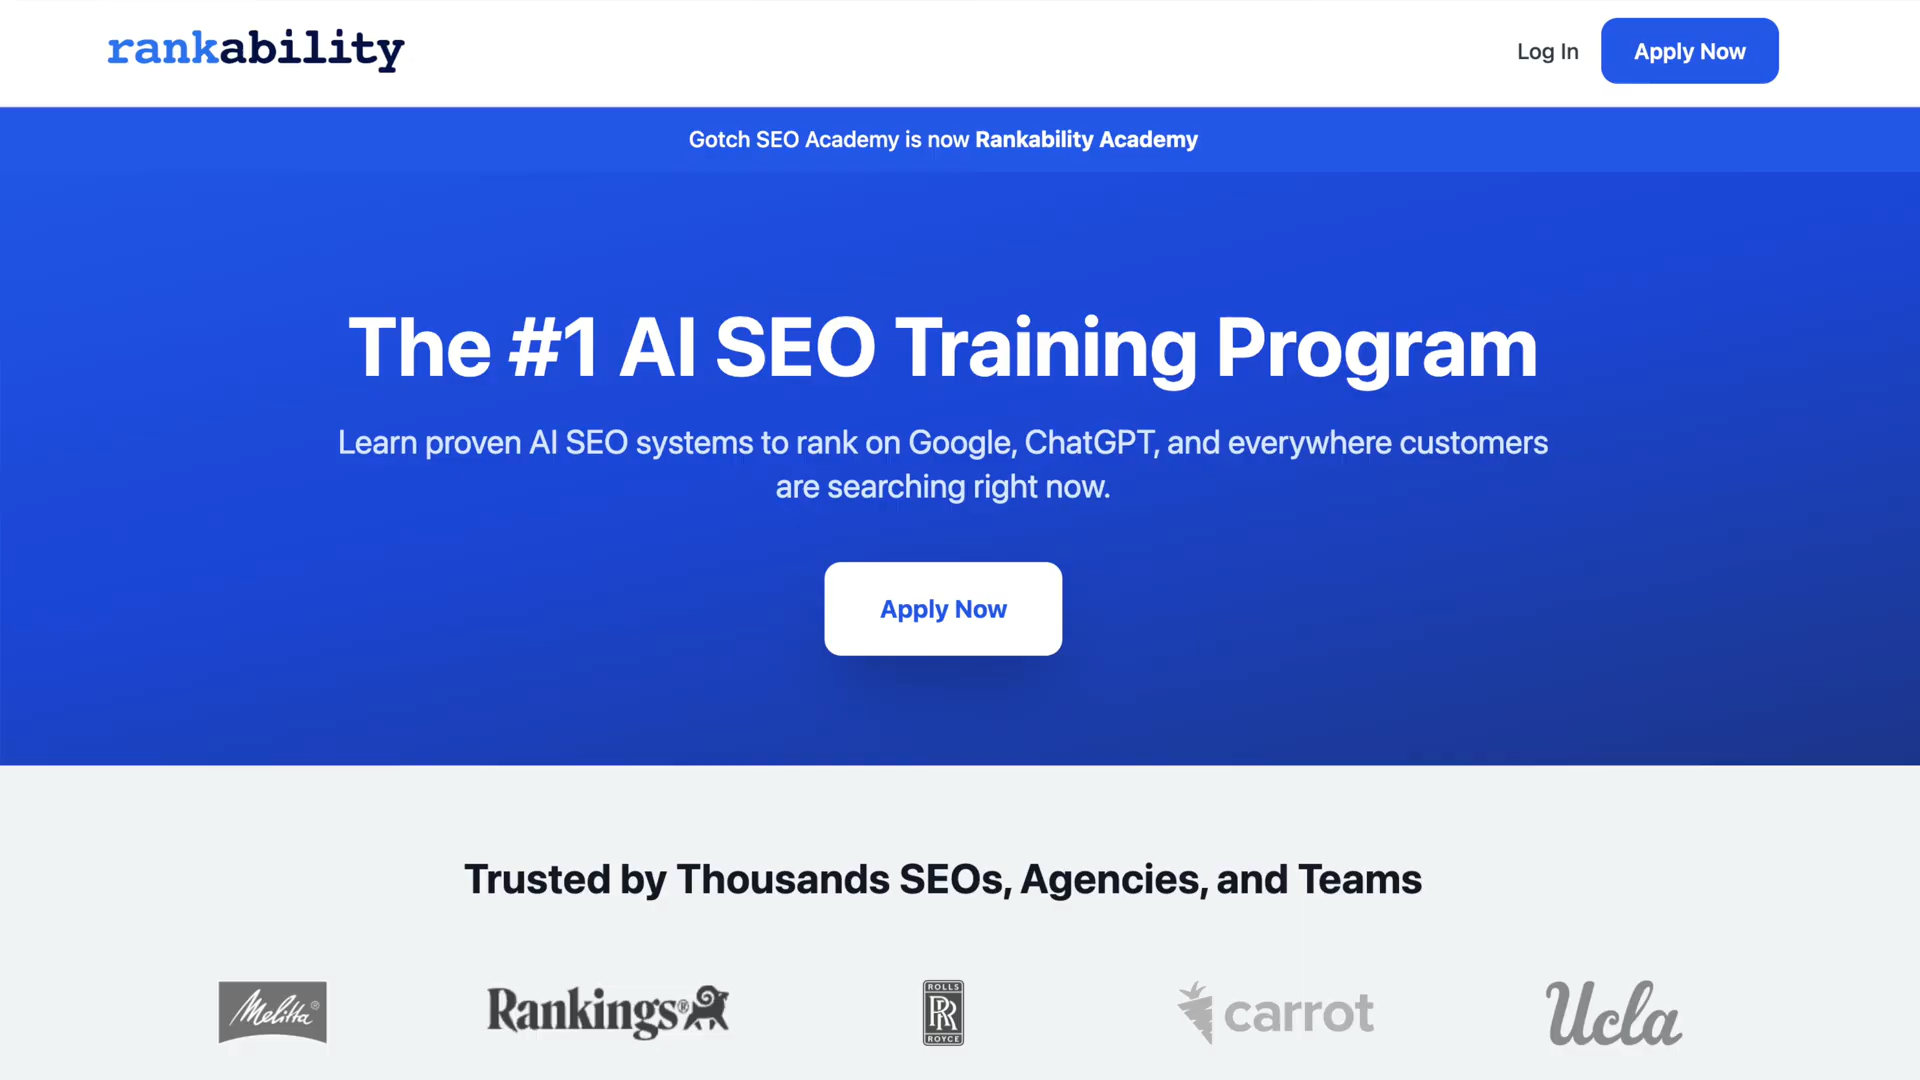 rankability
Log In
Apply Now
Gotch SEO Academy is now Rankability Academy
The #1 AI SEO Training Program
Learn proven AI SEO systems to rank on Google, ChatGPT, and everywhere customers
are searching right now.
Apply Now
Trusted by Thousands SEOs, Agencies, and Teams
Melitta®
Rankings®
ROLLS
RR
ROYCE
carrot
Ucla